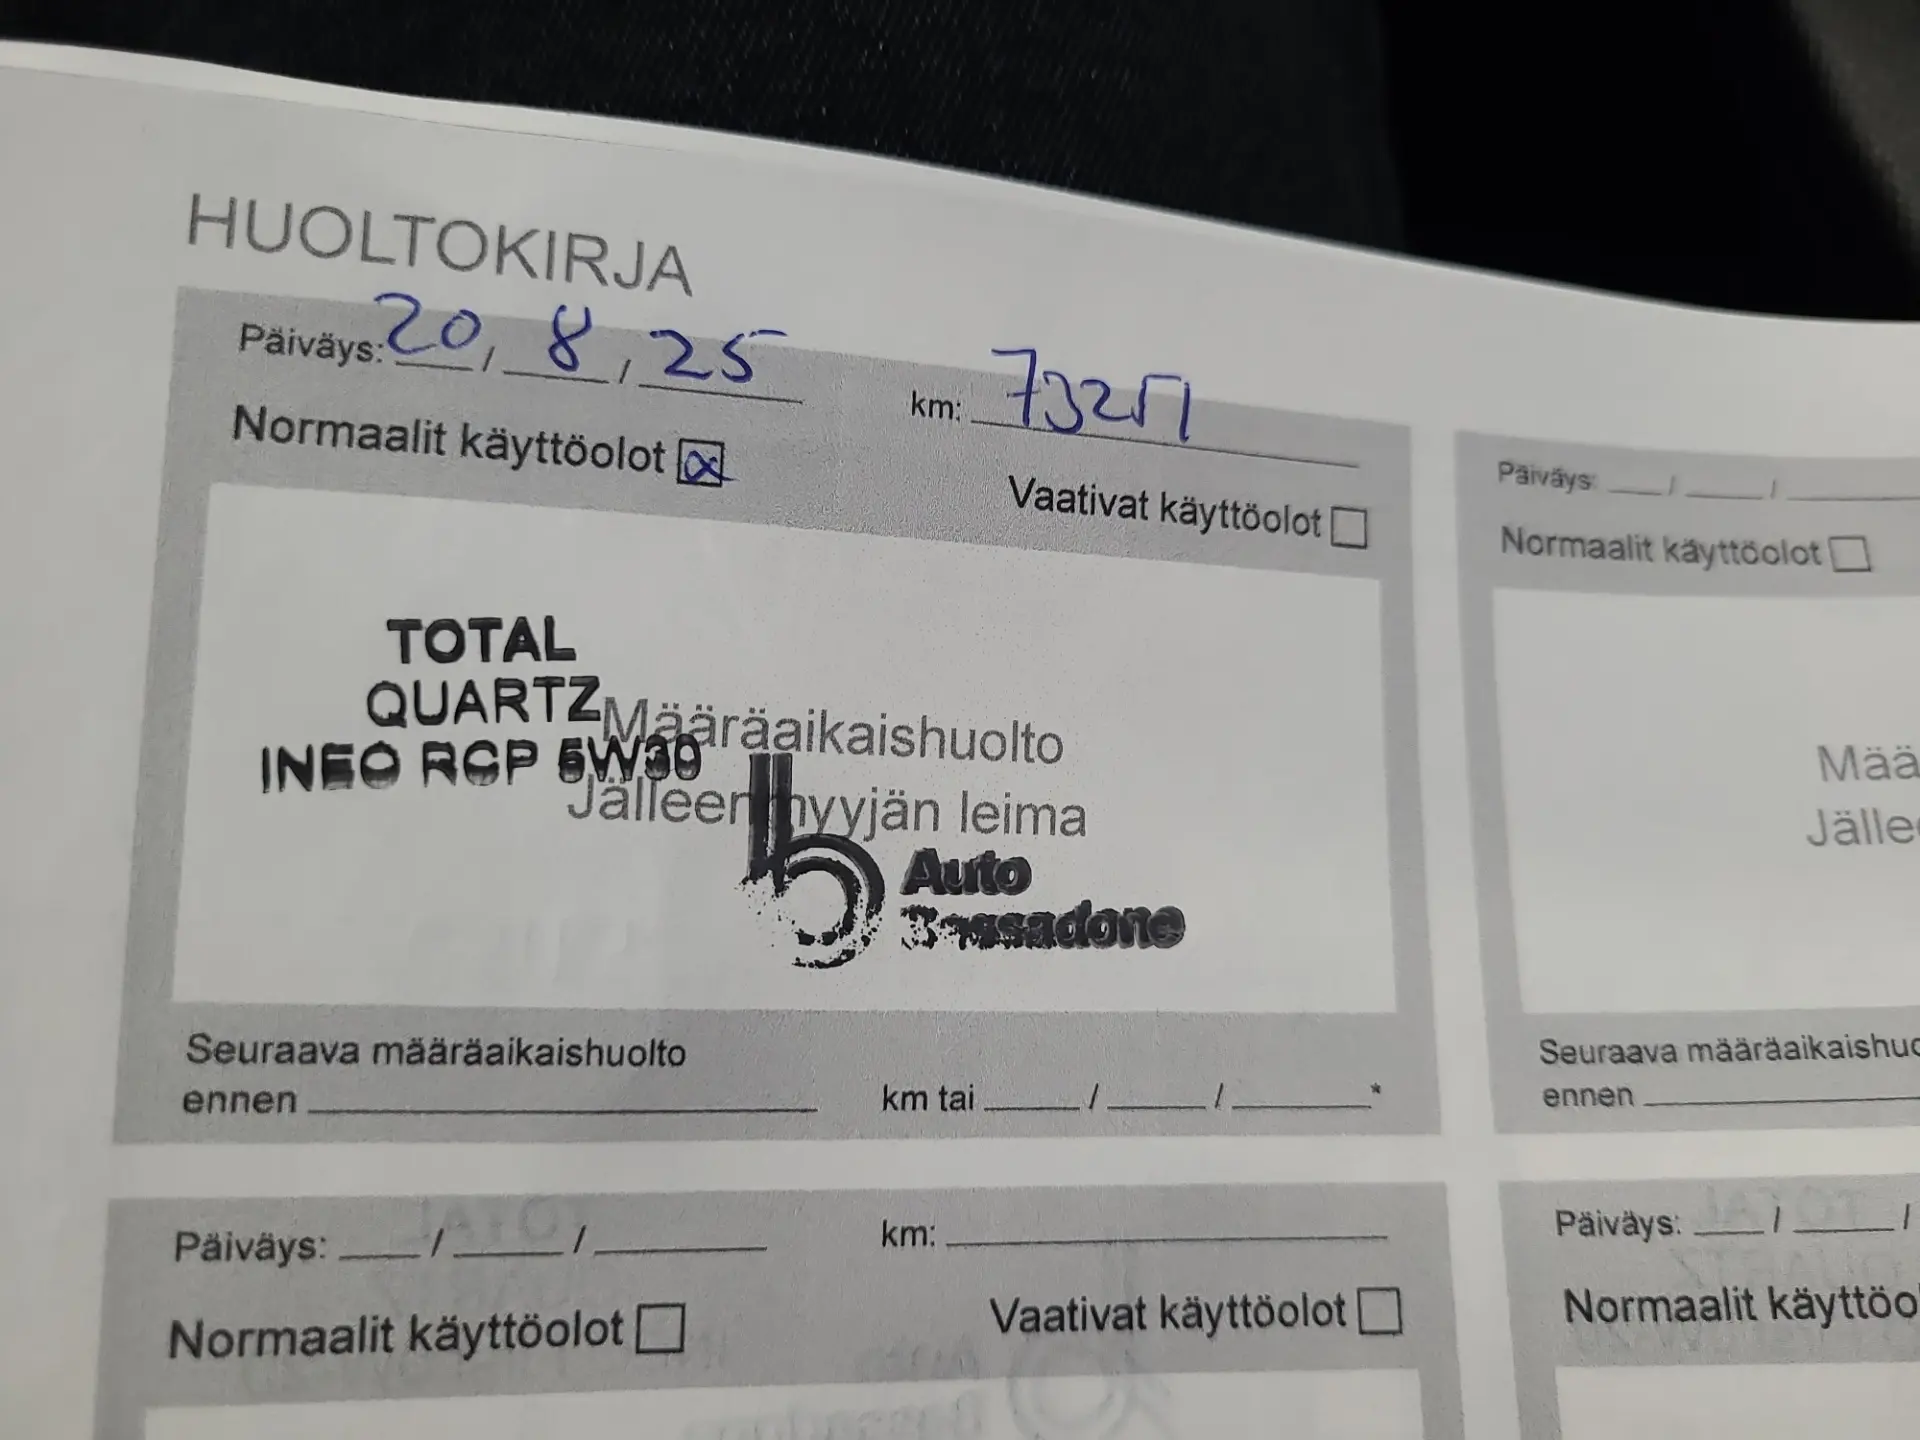 HUOLTOKIRJA
Päiväys: 20 / 8 / 25 km: 73251
Normaalit käyttöolot Vaativat käyttöolot
TOTAL
QUARTZ
INEO RCP 5W30
Määräaikaishuolto
Jälleenmyyjän leima
Auto
Bassadone
Seuraava määräaikaishuolto
ennen km tai / / *
Päiväys: / / km:
Normaalit käyttöolot Vaativat käyttöolot
Päiväys: / /
Normaalit käyttöolot
Mää
Jälle
Seuraava määräaikaishuo
ennen
Päiväys: / /
Normaalit käyttöo